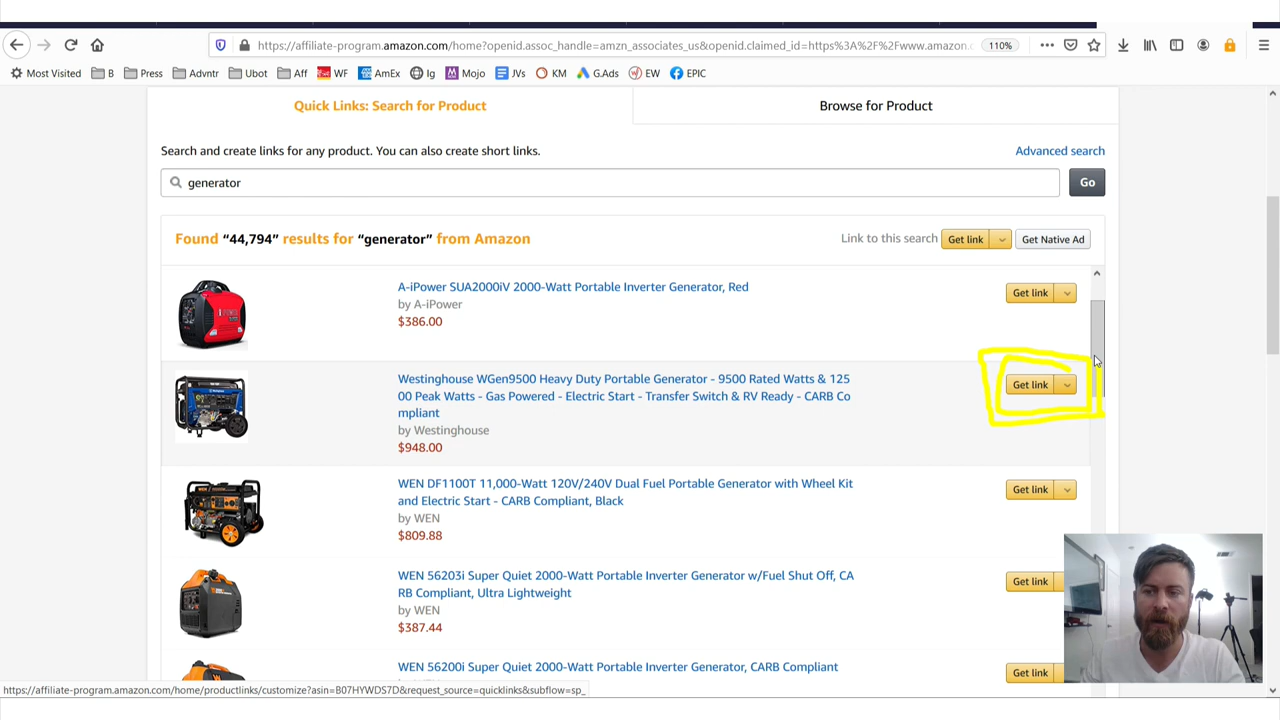 https://affiliate-program.amazon.com/home?openid.assoc_handle=amzn_associates_us&openid.claimed_id=https%3A%2F%2Fwww.amazon.c
110%
Most Visited B Press Advntr Ubot Aff WF AmEx Ig Mojo JVs KM G.Ads EW EPIC
Quick Links: Search for Product
Browse for Product
Search and create links for any product. You can also create short links.
Advanced search
generator
Go
Found “44,794” results for “generator” from Amazon
Link to this search Get link Get Native Ad
A-iPower SUA2000iV 2000-Watt Portable Inverter Generator, Red
by A-iPower
$386.00
Get link
Westinghouse WGen9500 Heavy Duty Portable Generator - 9500 Rated Watts & 125
00 Peak Watts - Gas Powered - Electric Start - Transfer Switch & RV Ready - CARB Co
mpliant
by Westinghouse
$948.00
Get link
WEN DF1100T 11,000-Watt 120V/240V Dual Fuel Portable Generator with Wheel Kit
and Electric Start - CARB Compliant, Black
by WEN
$809.88
Get link
WEN 56203i Super Quiet 2000-Watt Portable Inverter Generator w/Fuel Shut Off, CA
RB Compliant, Ultra Lightweight
by WEN
$387.44
Get link
WEN 56200i Super Quiet 2000-Watt Portable Inverter Generator, CARB Compliant
Get link
https://affiliate-program.amazon.com/home/productlinks/customize?asin=B07HYWDS7D&request_source=quicklinks&subflow=sp_